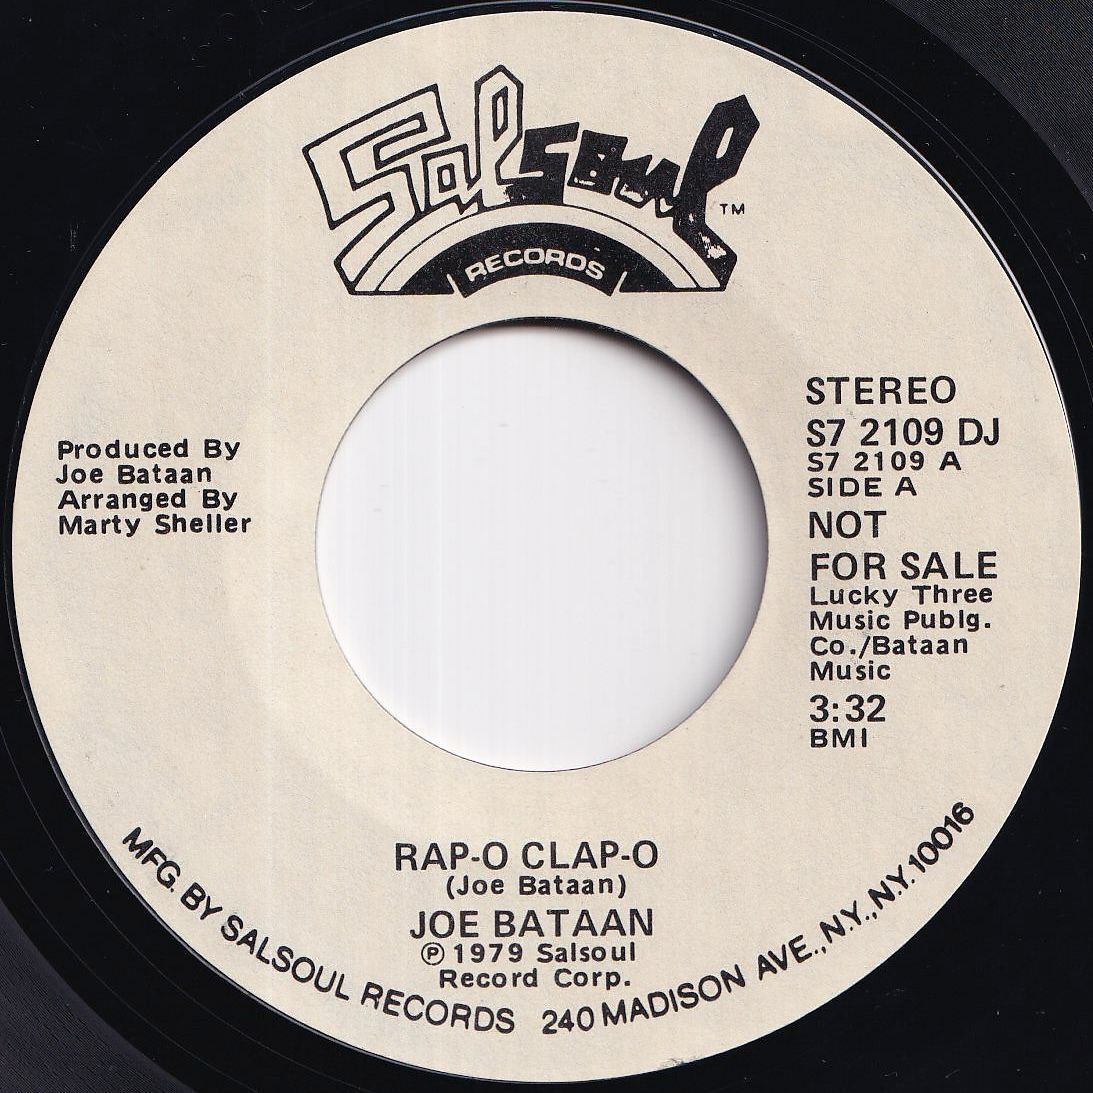 Salsoul TM
RECORDS
Produced By
Joe Bataan
Arranged By
Marty Sheller
STEREO
S7 2109 DJ
S7 2109 A
SIDE A
NOT
FOR SALE
Lucky Three
Music Publg.
Co./Bataan
Music
3:32
BMI
RAP-O CLAP-O
(Joe Bataan)
JOE BATAAN
℗ 1979 Salsoul
Record Corp.
MFG. BY SALSOUL RECORDS 240 MADISON AVE., N.Y., N.Y. 10016